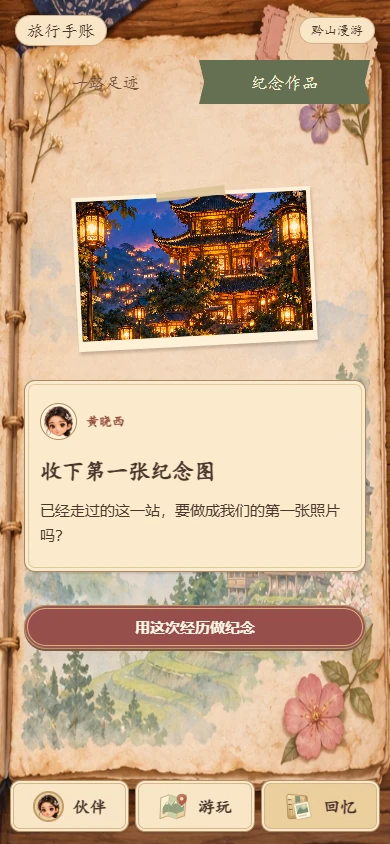 旅行手账
黔山漫游
一路足迹
纪念作品
黄晓西
收下第一张纪念图
已经走过的这一站，要做成我们的第一张照片
吗？
用这次经历做纪念
伙伴
游玩
回忆